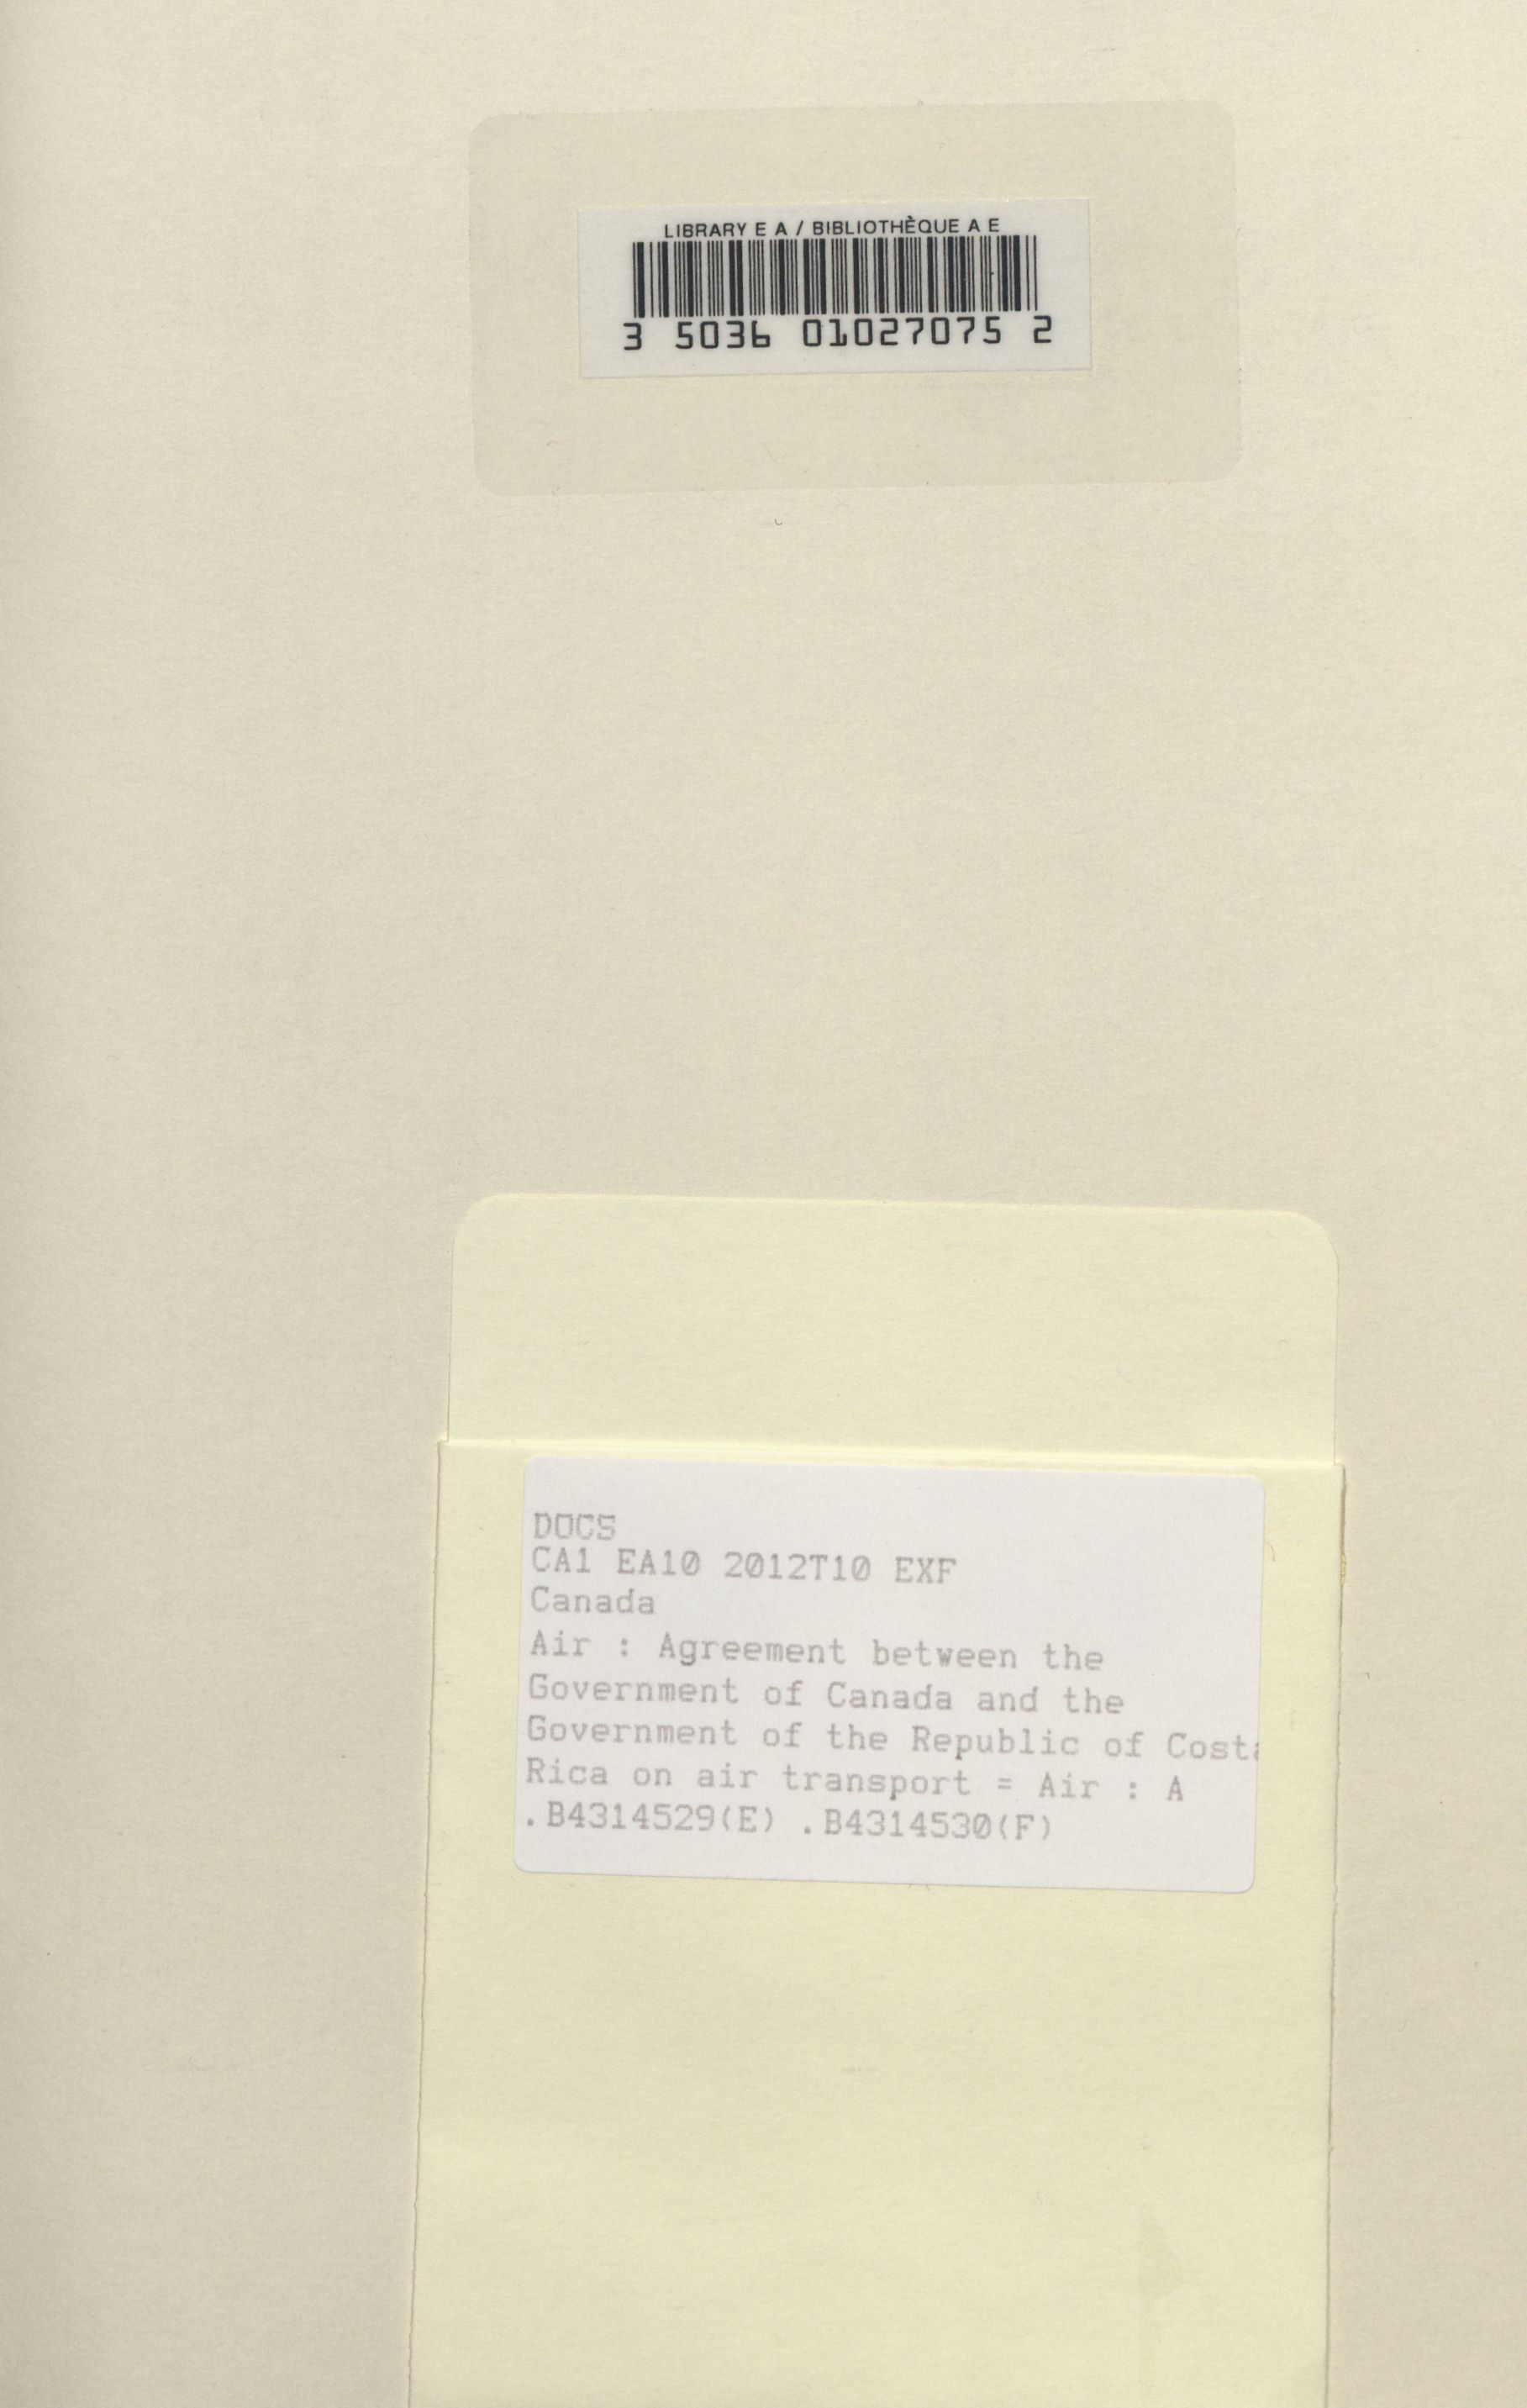 LIBRARY E A / BIBLIOTHÈQUE A E
3 5036 01027075 2
DOCS
CA1 EA10 2012T10 EXF
Canada
Air : Agreement between the
Government of Canada and the
Government of the Republic of Costa
Rica on air transport = Air : A
.B4314529(E) .B4314530(F)